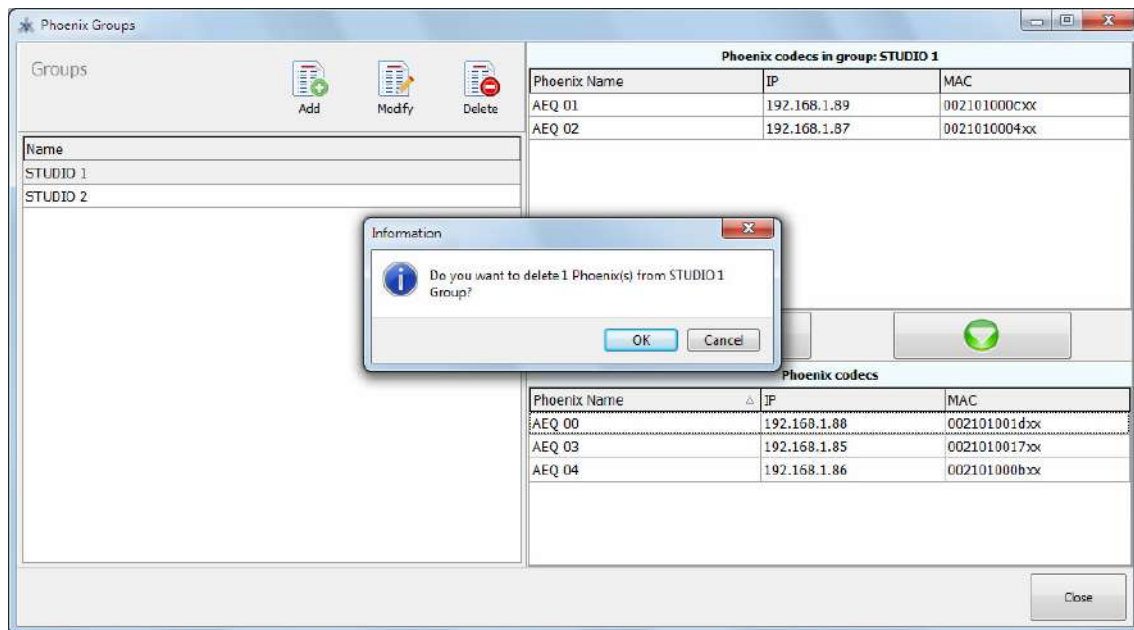 Phoenix Groups
Groups
Add
Modify
Delete
Name
STUDIO 1
STUDIO 2
Phoenix codecs in group: STUDIO 1
Phoenix Name IP MAC
AEQ 01 192.168.1.89 002101000cxx
AEQ 02 192.168.1.87 0021010004xx
Information
Do you want to delete 1 Phoenix(s) from STUDIO 1
Group?
OK
Cancel
Phoenix codecs
Phoenix Name IP MAC
AEQ 00 192.168.1.88 002101001dxx
AEQ 03 192.168.1.85 0021010017xx
AEQ 04 192.168.1.86 002101000bxx
Close